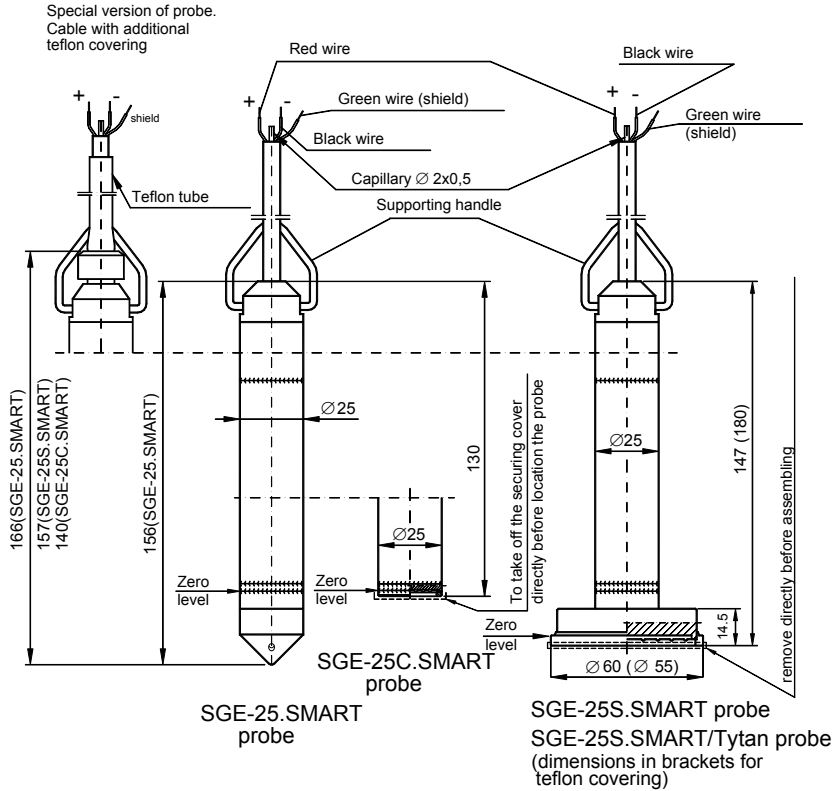 Special version of probe.
Cable with additional
teflon covering
Red wire
Black wire
+ -
shield
+ -
Green wire (shield)
Black wire
+ -
Green wire
(shield)
Capillary ∅ 2x0,5
Teflon tube
Supporting handle
166(SGE-25.SMART)
157(SGE-25S.SMART)
140(SGE-25C.SMART)
156(SGE-25.SMART)
∅25
130
To take off the securing cover
directly before location the probe
∅25
147 (180)
remove directly before assembling
∅25
Zero
level
Zero
level
Zero
level
14.5
∅ 60 (∅ 55)
SGE-25C.SMART
probe
SGE-25.SMART
probe
SGE-25S.SMART probe
SGE-25S.SMART/Tytan probe
(dimensions in brackets for
teflon covering)